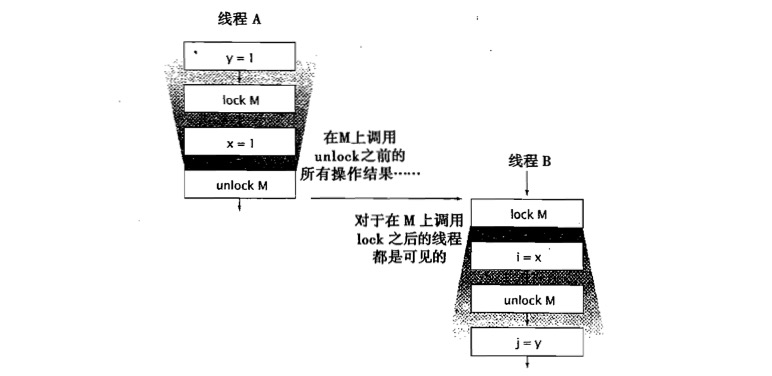 线程 A
y = 1
lock M
x = 1
unlock M
在M上调用
unlock之前的
所有操作结果……
线程 B
对于在 M 上调用
lock 之后的线程
都是可见的
lock M
i = x
unlock M
j = y